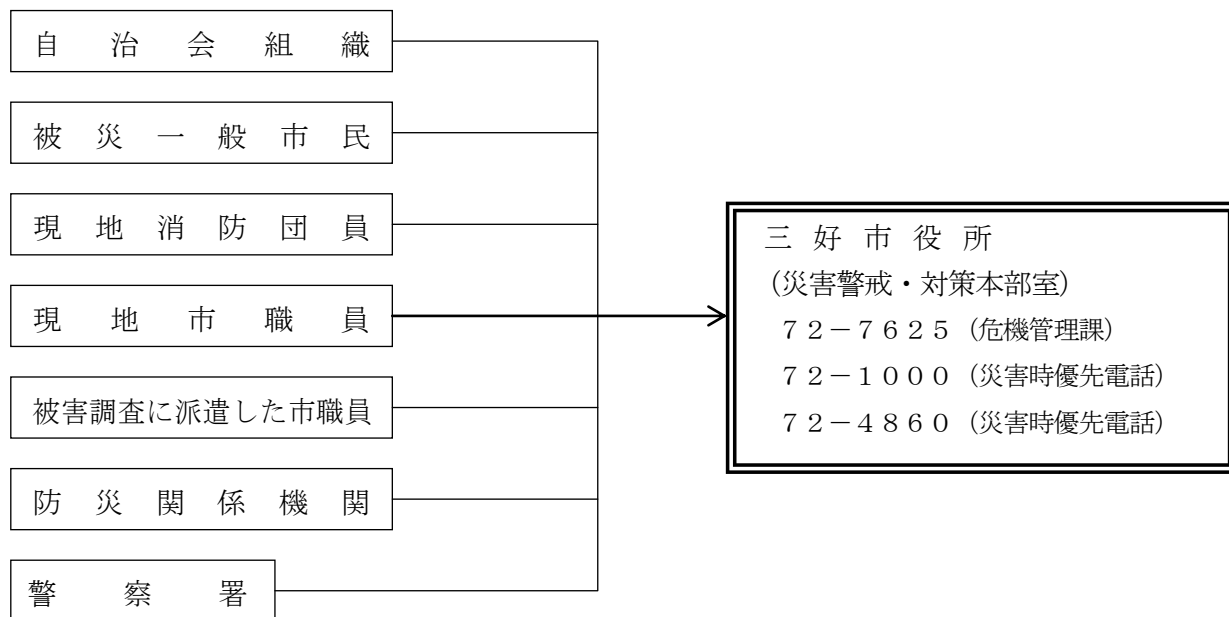 自治会組織
被災一般市民
現地消防団員
現地市職員
被害調査に派遣した市職員
防災関係機関
警察署
三好市役所
(災害警戒・対策本部室)
７２－７６２５ (危機管理課)
７２－１０００ (災害時優先電話)
７２－４８６０ (災害時優先電話)